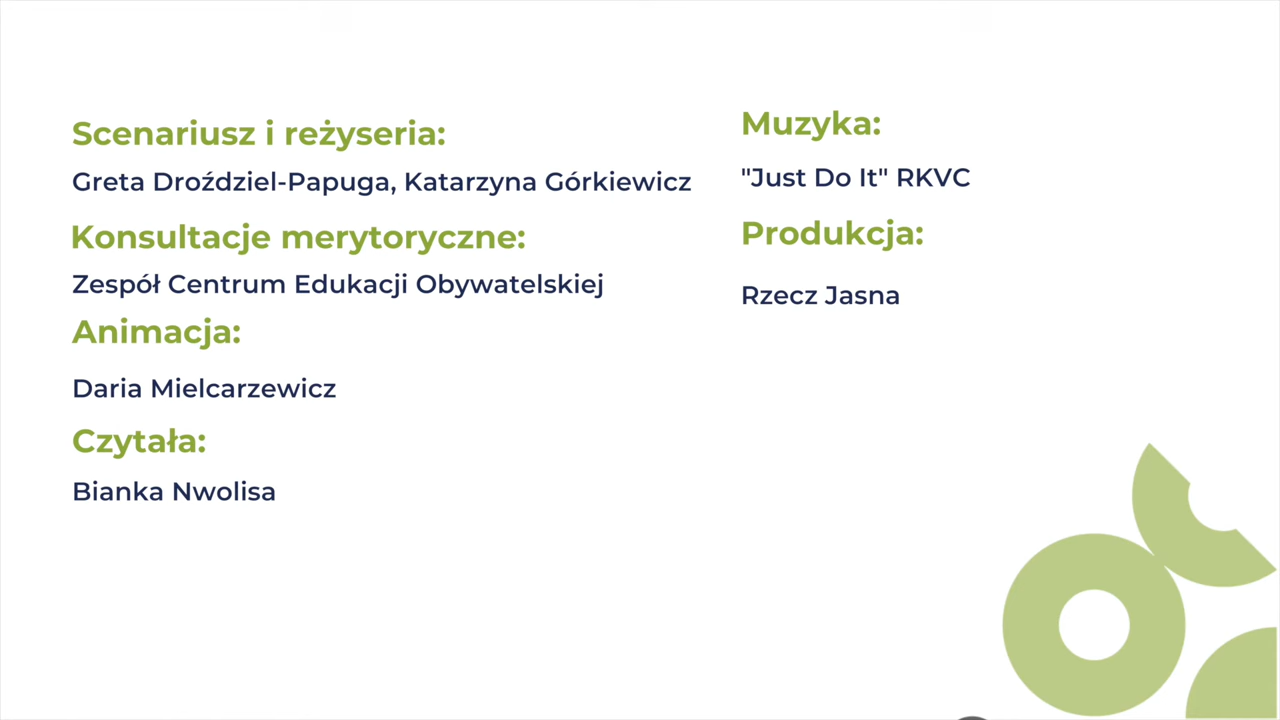 Scenariusz i reżyseria:
Greta Droździel-Papuga, Katarzyna Górkiewicz
Konsultacje merytoryczne:
Zespół Centrum Edukacji Obywatelskiej
Animacja:
Daria Mielcarzewicz
Czytała:
Bianka Nwolisa
Muzyka:
"Just Do It" RKVC
Produkcja:
Rzecz Jasna